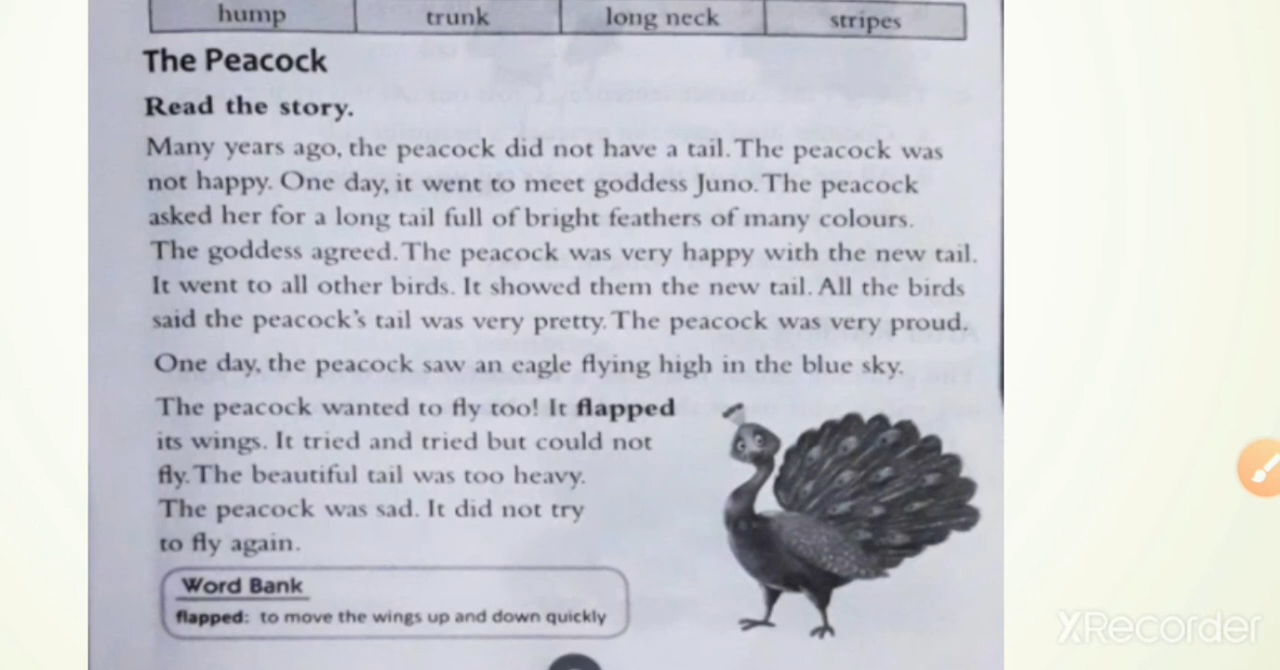 hump trunk long neck stripes
The Peacock
Read the story.
Many years ago, the peacock did not have a tail. The peacock was
not happy. One day, it went to meet goddess Juno. The peacock
asked her for a long tail full of bright feathers of many colours.
The goddess agreed. The peacock was very happy with the new tail.
It went to all other birds. It showed them the new tail. All the birds
said the peacock's tail was very pretty. The peacock was very proud.
One day, the peacock saw an eagle flying high in the blue sky.
The peacock wanted to fly too! It flapped
its wings. It tried and tried but could not
fly. The beautiful tail was too heavy.
The peacock was sad. It did not try
to fly again.
Word Bank
flapped: to move the wings up and down quickly
XRecorder